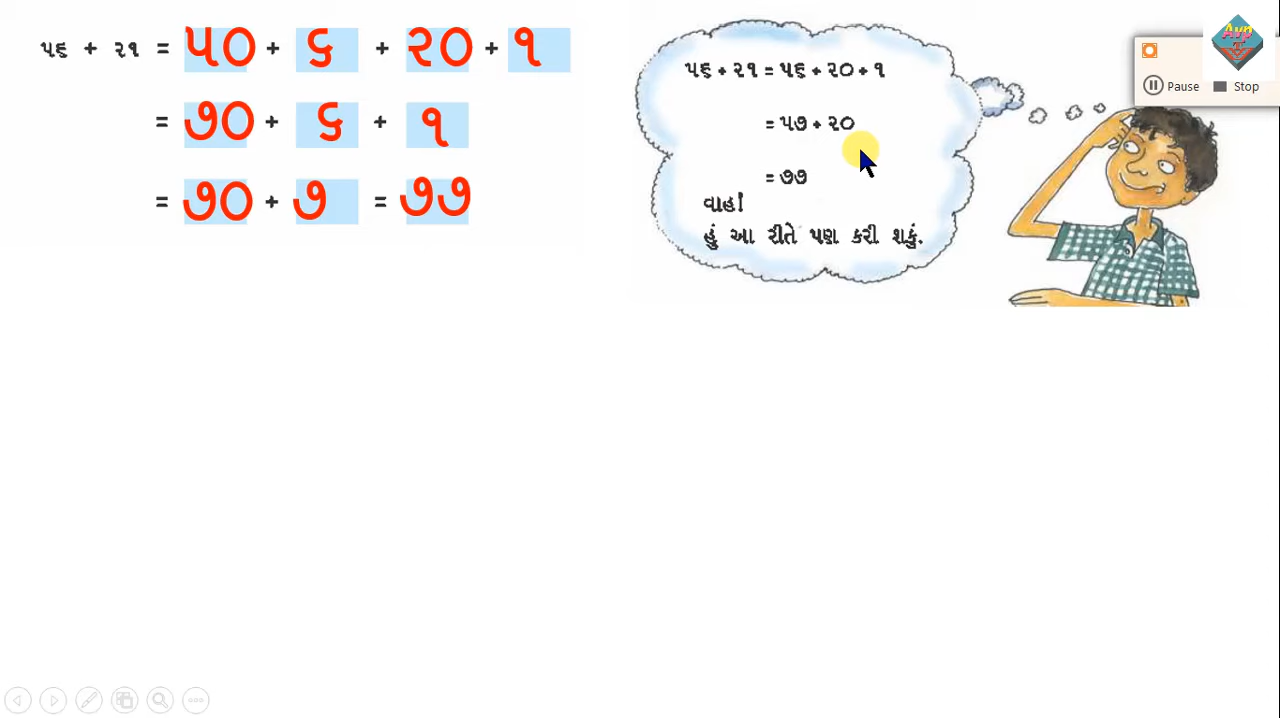 ૫૬ + ૨૧ = ૫૦ + ૬ + ૨૦ + ૧
= ૭૦ + ૬ + ૧
= ૭૦ + ૭ = ૭૭
૫૬ + ૨૧ = ૫૬ + ૨૦ + ૧
= ૫૭ + ૨૦
= ૭૭
વાહ!
હું આ રીતે પણ કરી શકું.
Avp
Pause Stop